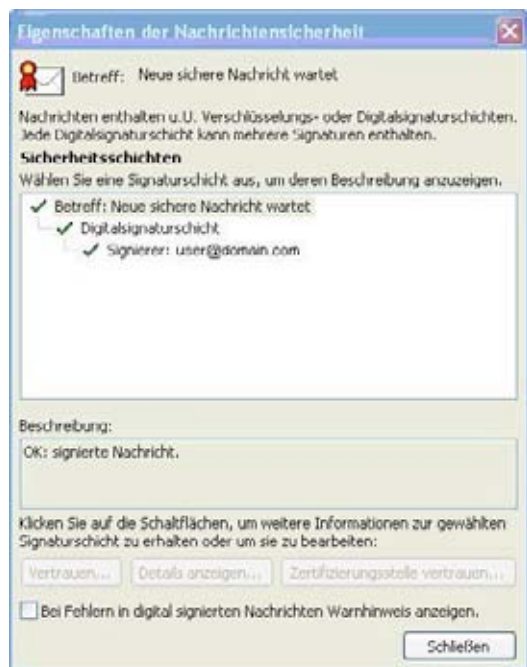 Eigenschaften der Nachrichtensicherheit
Betreff: Neue sichere Nachricht wartet
Nachrichten enthalten u.U. Verschlüsselungs- oder Digitalsignaturschichten.
Jede Digitalsignaturschicht kann mehrere Signaturen enthalten.
Sicherheitsschichten
Wählen Sie eine Signaturschicht aus, um deren Beschreibung anzuzeigen.
Betreff: Neue sichere Nachricht wartet
Digitalsignaturschicht
Signierer: user@domain.com
Beschreibung:
OK: signierte Nachricht.
Klicken Sie auf die Schaltflächen, um weitere Informationen zur gewählten
Signaturschicht zu erhalten oder um sie zu bearbeiten:
Vertrauen... Details anzeigen... Zertifizierungsstelle vertrauen...
Bei Fehlern in digital signierten Nachrichten Warnhinweis anzeigen.
Schließen